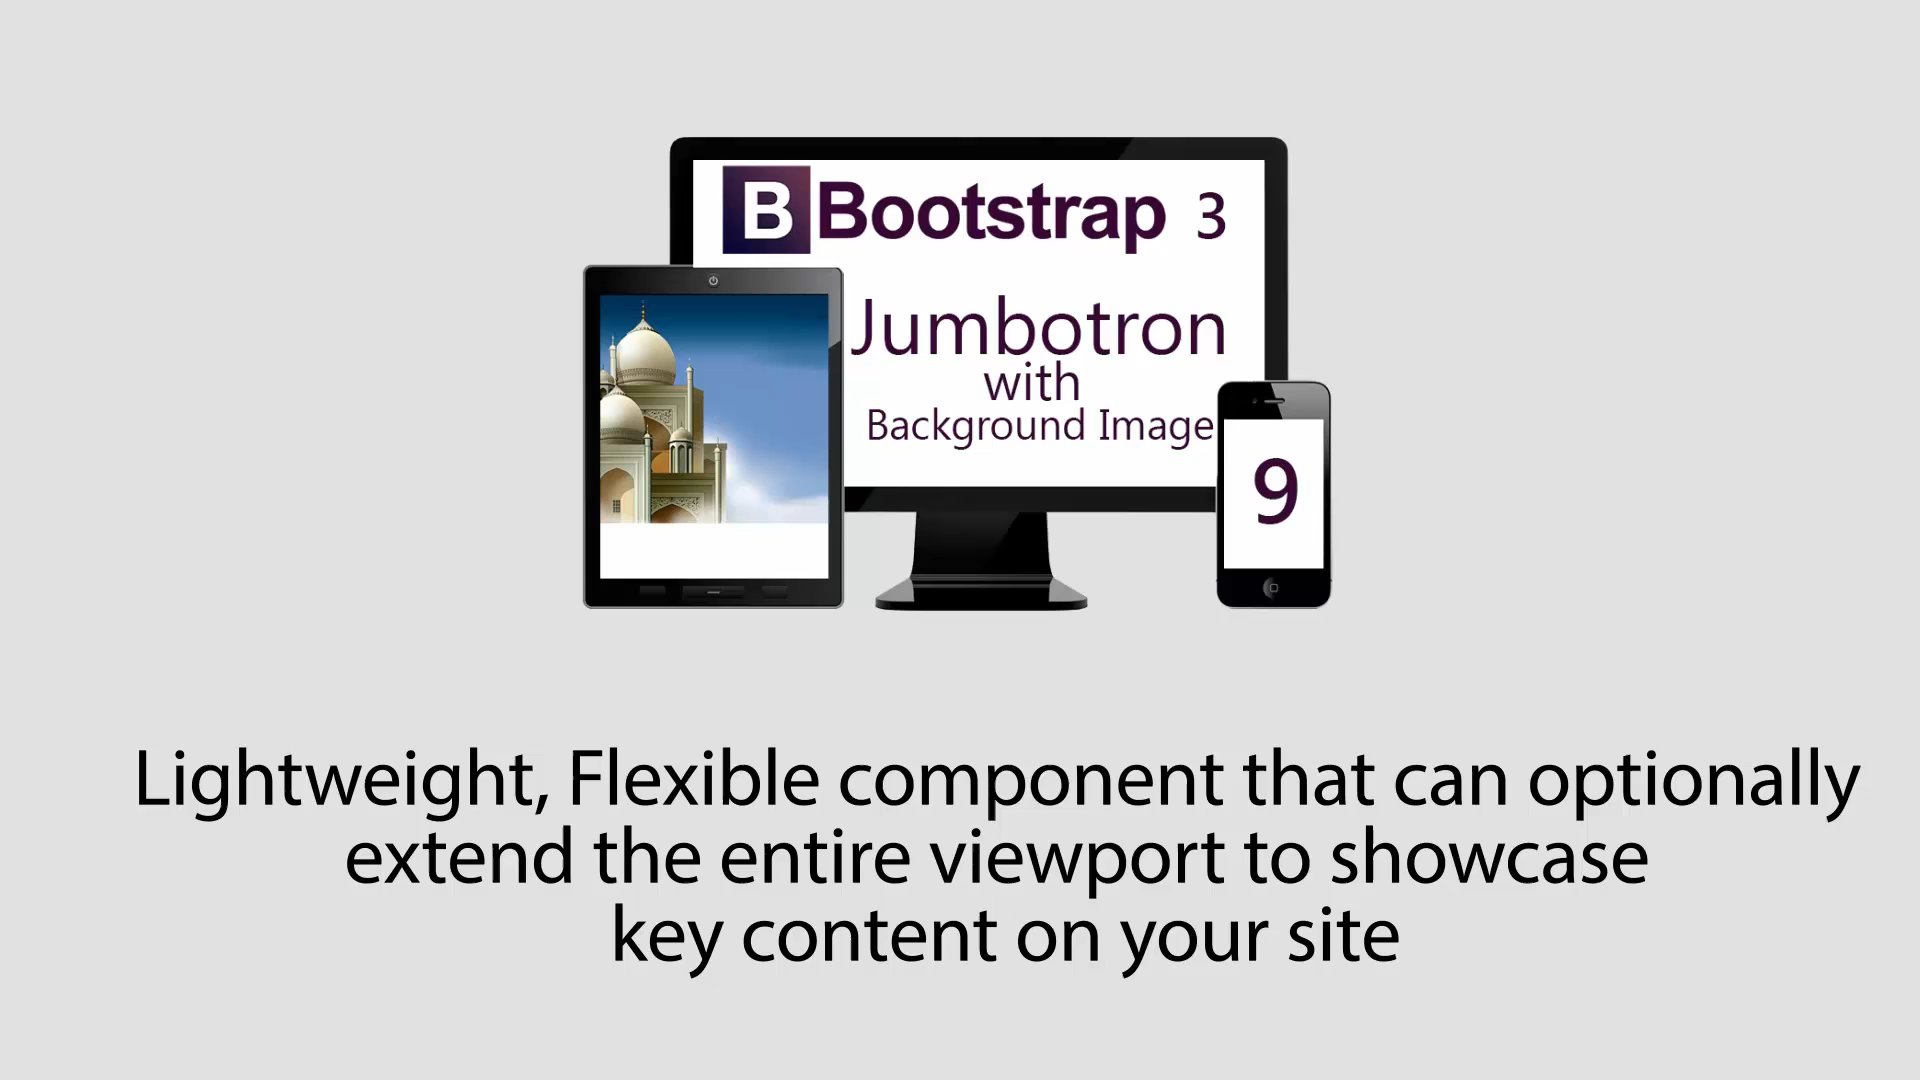 B Bootstrap 3
Jumbotron
with
Background Image
9
Lightweight, Flexible component that can optionally
extend the entire viewport to showcase
key content on your site